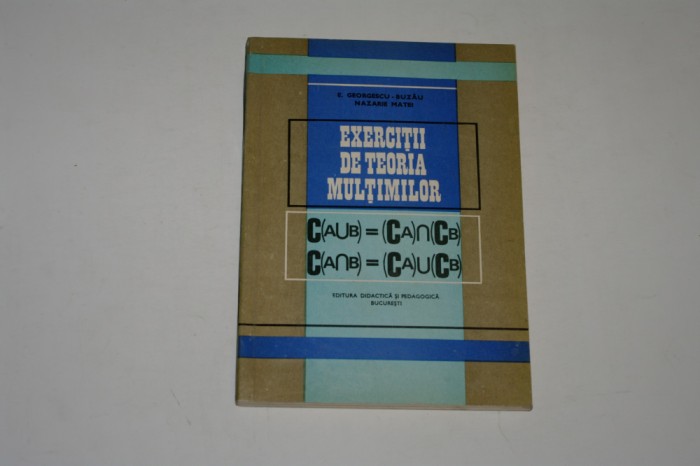 E. GEORGESCU-BUZĂU
NAZARIE MATEI
EXERCIȚII
DE TEORIA
MULȚIMILOR
C(A∪B) = (CA)∩(CB)
C(A∩B) = (CA)∪(CB)
EDITURA DIDACTICĂ ȘI PEDAGOGICĂ
BUCUREȘTI